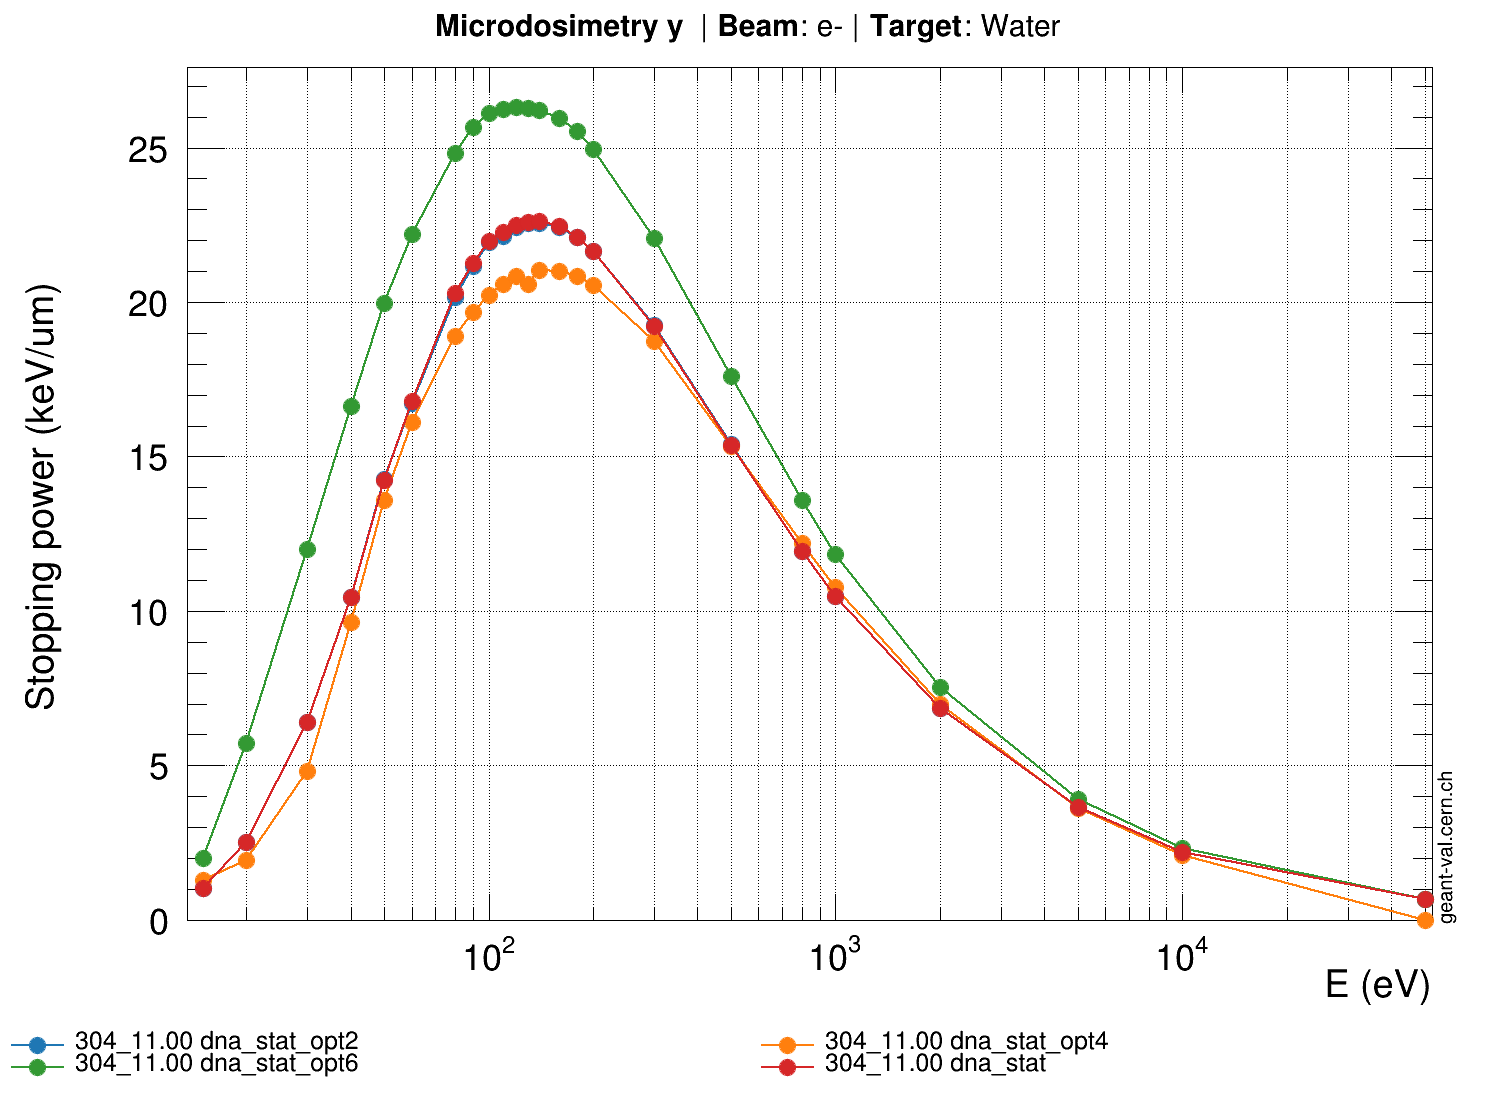 Microdosimetry y | Beam: e- | Target: Water
Stopping power (keV/um)
25
20
15
10
5
0
10²
10³
10⁴
E (eV)
geant-val.cern.ch
304_11.00 dna_stat_opt2
304_11.00 dna_stat_opt4
304_11.00 dna_stat_opt6
304_11.00 dna_stat